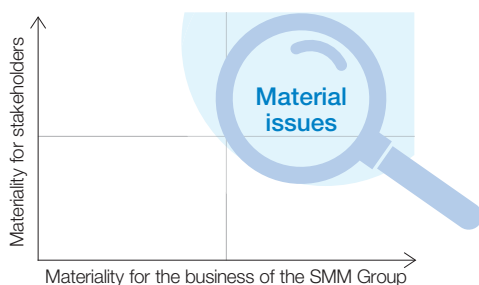 Materiality for stakeholders
Material
issues
Materiality for the business of the SMM Group